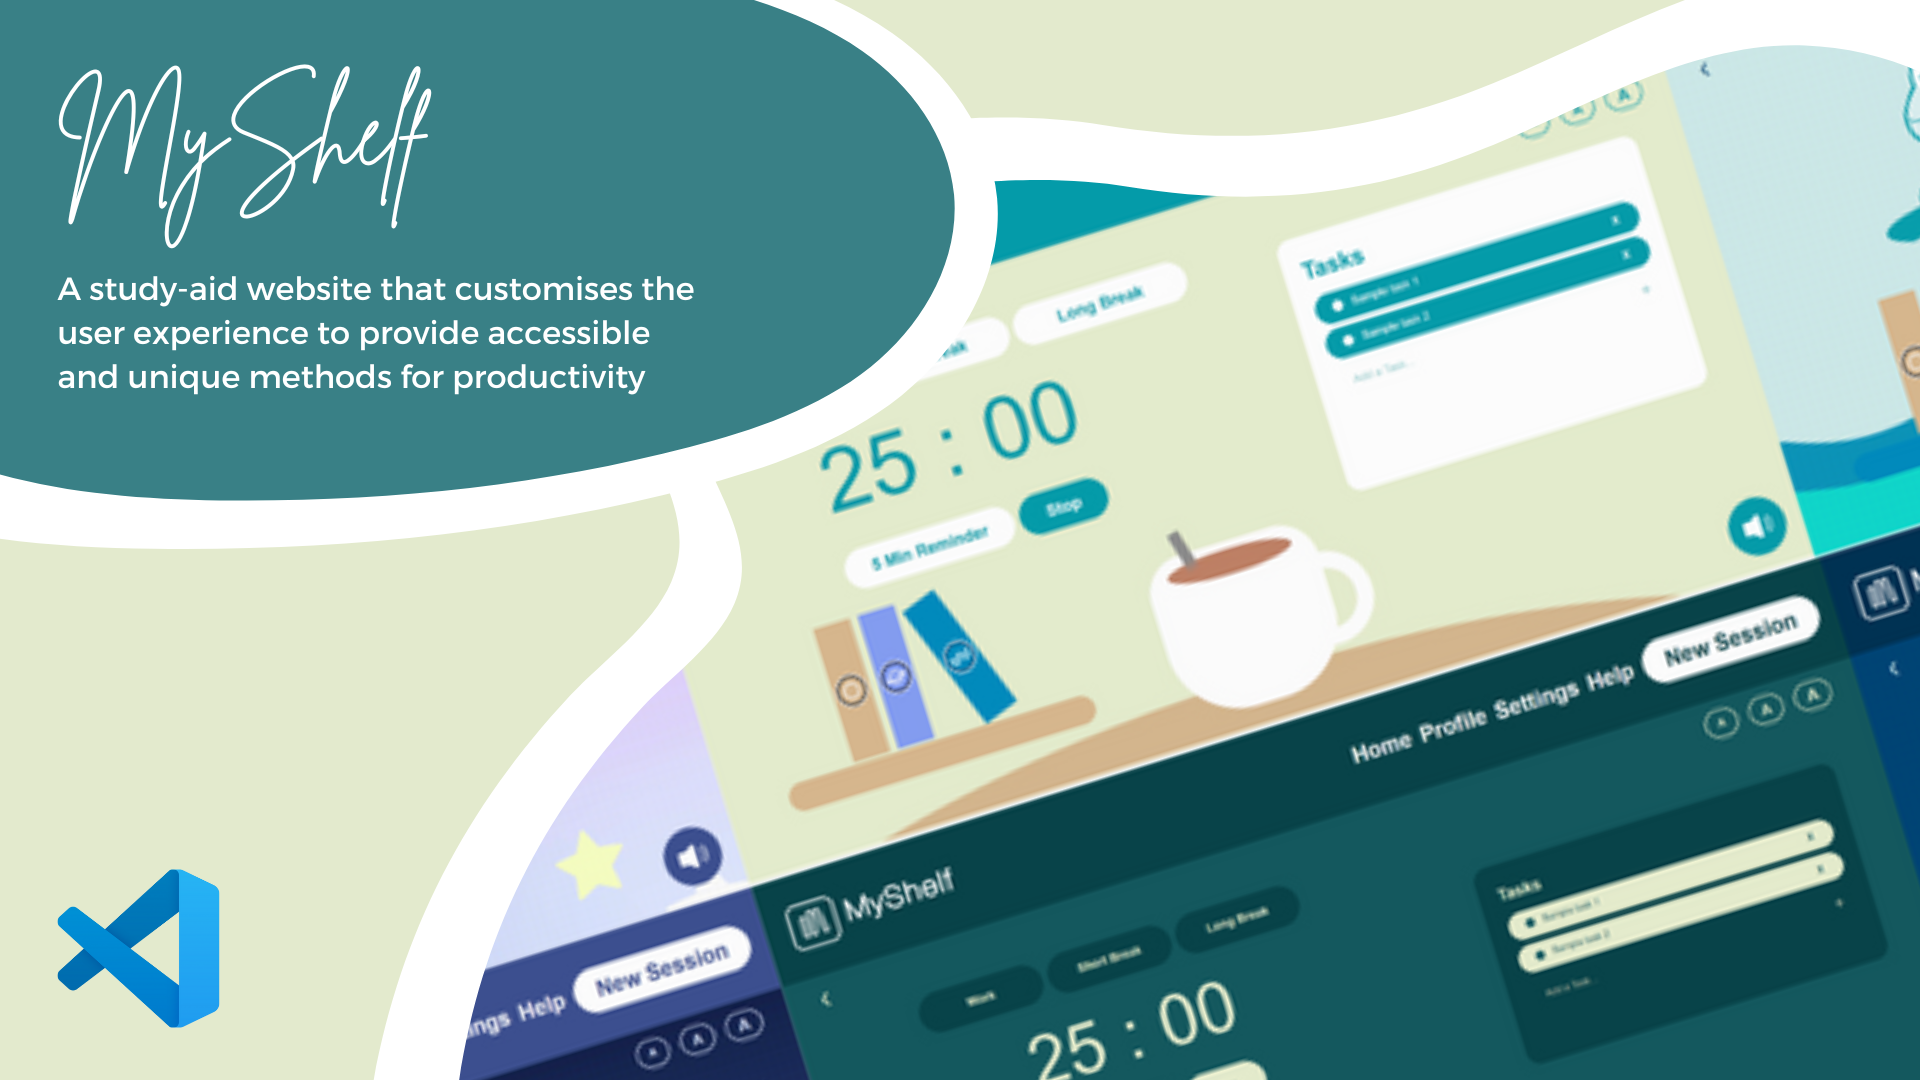 MyShelf
A study-aid website that customises the
user experience to provide accessible
and unique methods for productivity
A
A
Long Break
25 : 00
5 Min Reminder
Stop
Tasks
Sample task 1
x
Sample task 2
x
+
Add a Task...
Home Profile Settings Help New Session
A A A
MyShelf
Work
Short Break
Long Break
25 : 00
Tasks
Sample task 1
x
Sample task 2
x
+
Add a Task...
Help New Session
A A A